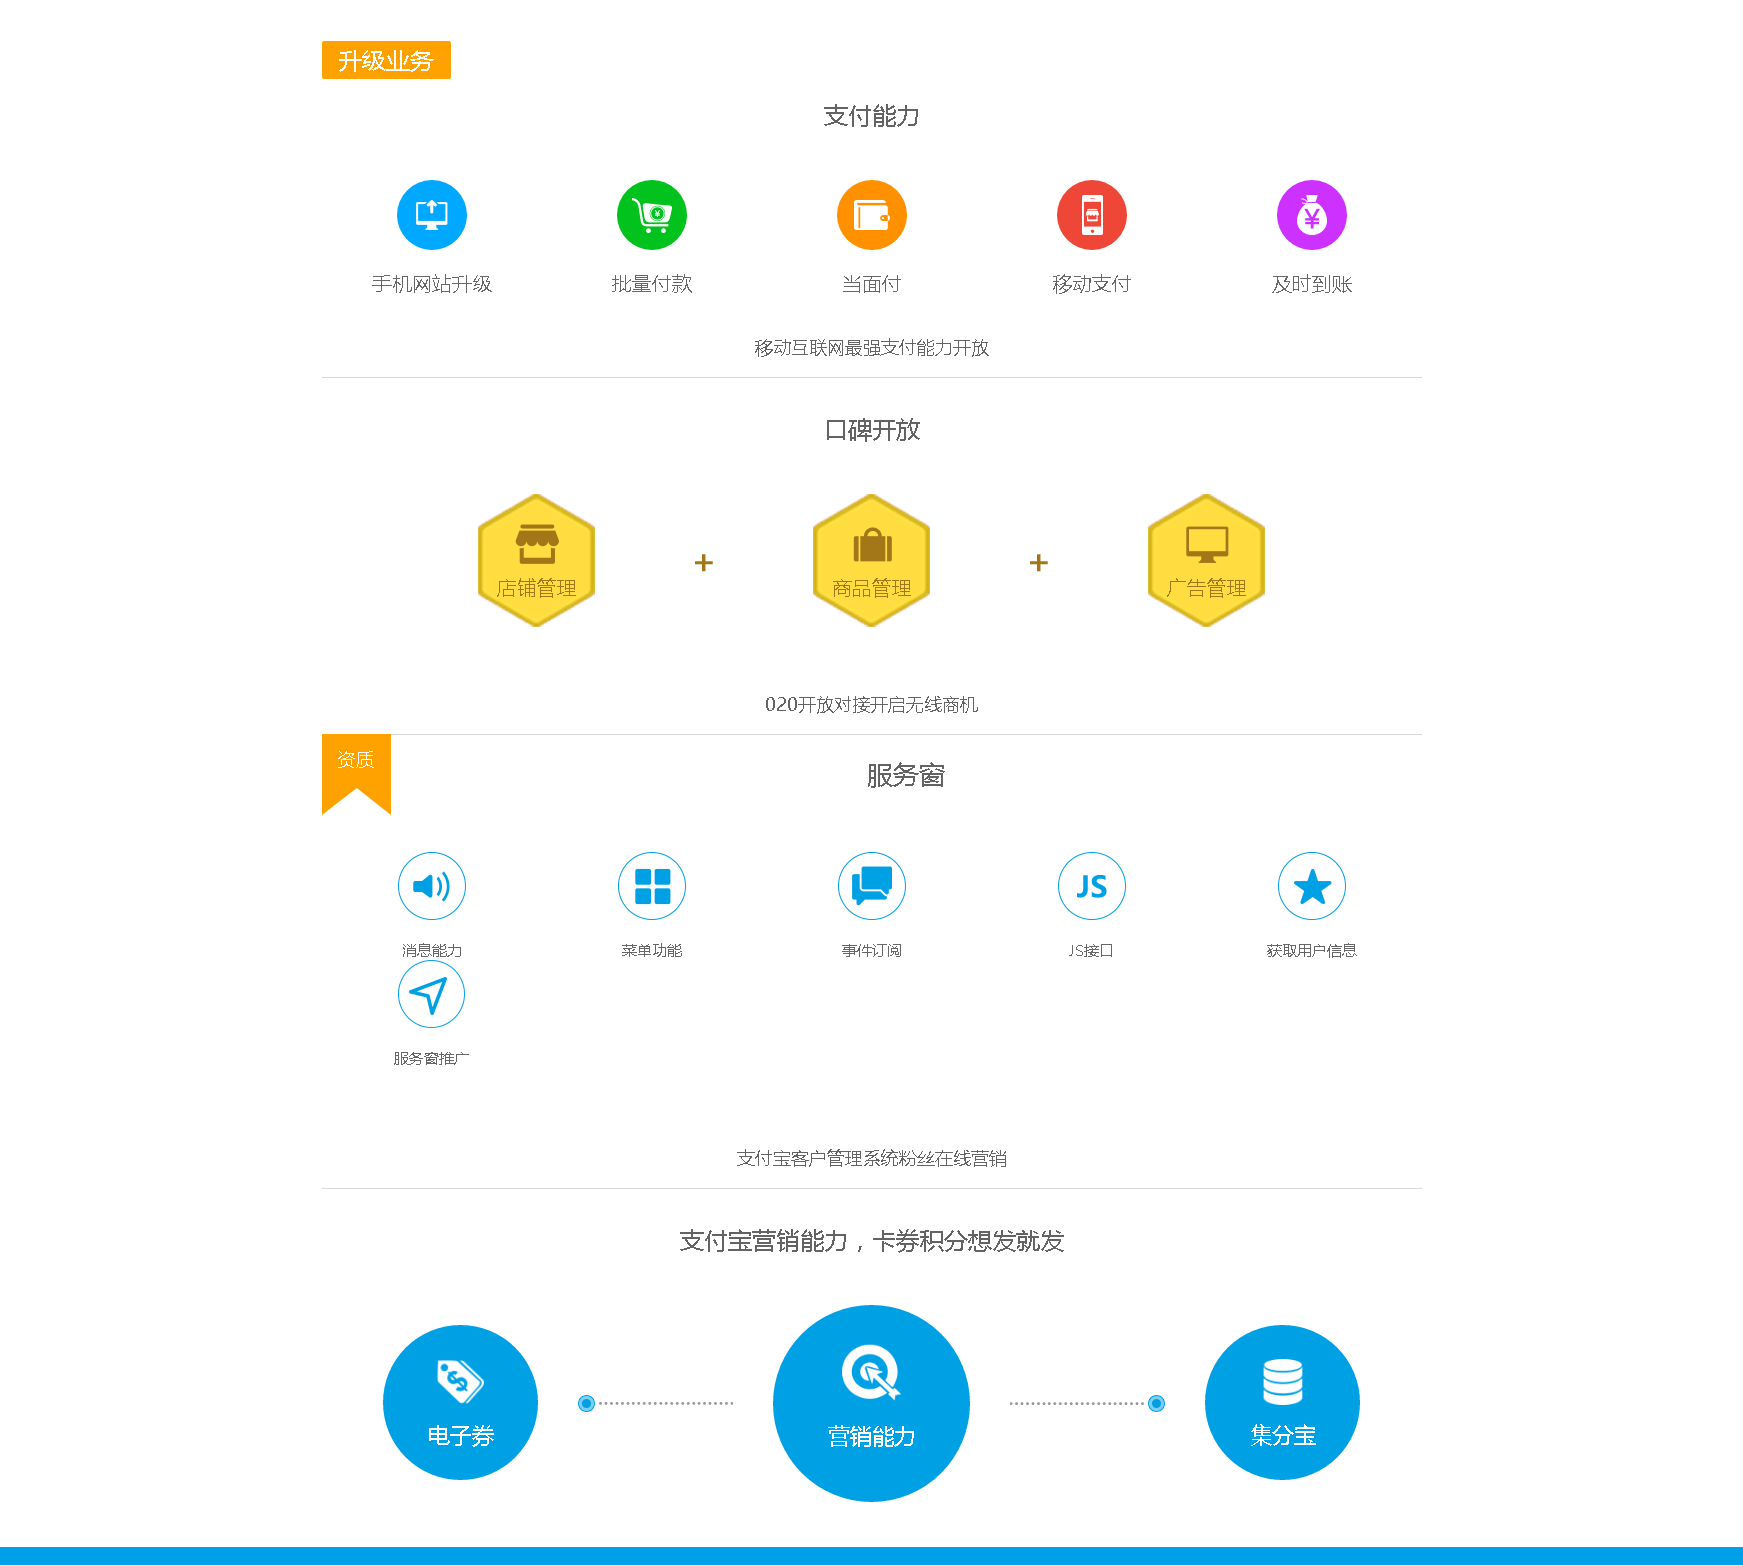 升级业务
支付能力
手机网站升级
批量付款
当面付
移动支付
及时到账
移动互联网最强支付能力开放
口碑开放
店铺管理
+
商品管理
+
广告管理
020开放对接开启无线商机
资质
服务窗
JS
消息能力
菜单功能
事件订阅
JS接口
获取用户信息
服务窗推广
支付宝客户管理系统粉丝在线营销
支付宝营销能力，卡券积分想发就发
电子券
营销能力
集分宝